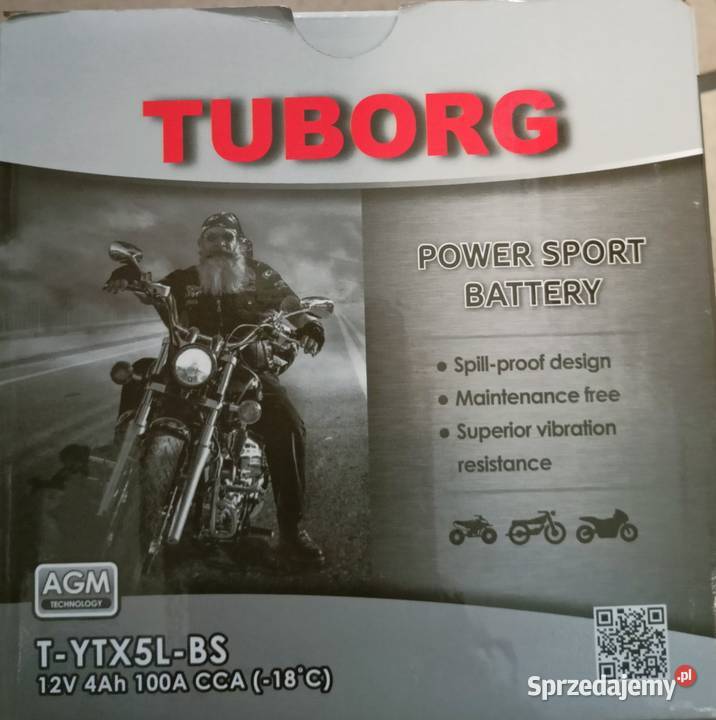 TUBORG
POWER SPORT
BATTERY
● Spill-proof design
● Maintenance free
● Superior vibration
resistance
AGM
TECHNOLOGY
T-YTX5L-BS
12V 4Ah 100A CCA (-18°C)
Sprzedajemy.pl